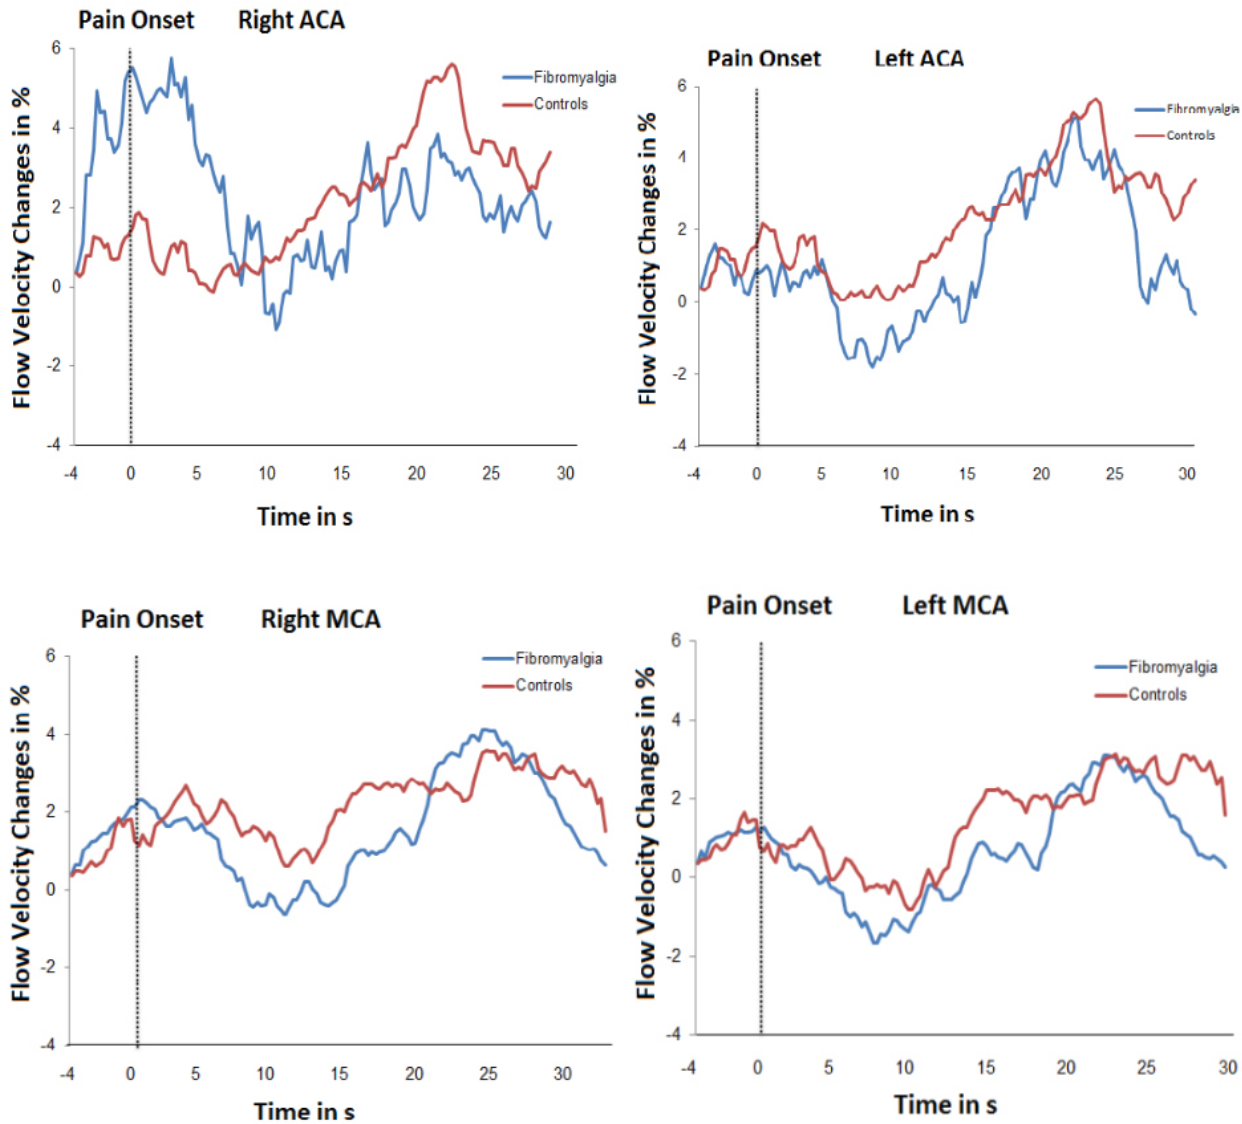 Pain Onset Right ACA
Flow Velocity Changes in %
6
4
2
0
-2
-4
Fibromyalgia
Controls
-4 0 5 10 15 20 25 30
Time in s
Pain Onset Left ACA
Flow Velocity Changes in %
6
4
2
0
-2
-4
Fibromyalgia
Controls
-4 0 5 10 15 20 25 30
Time in s
Pain Onset Right MCA
Flow Velocity Changes in %
6
4
2
0
-2
-4
Fibromyalgia
Controls
-4 0 5 10 15 20 25 30
Time in s
Pain Onset Left MCA
Flow Velocity Changes in %
6
4
2
0
-2
-4
Fibromyalgia
Controls
-4 0 5 10 15 20 25 30
Time in s